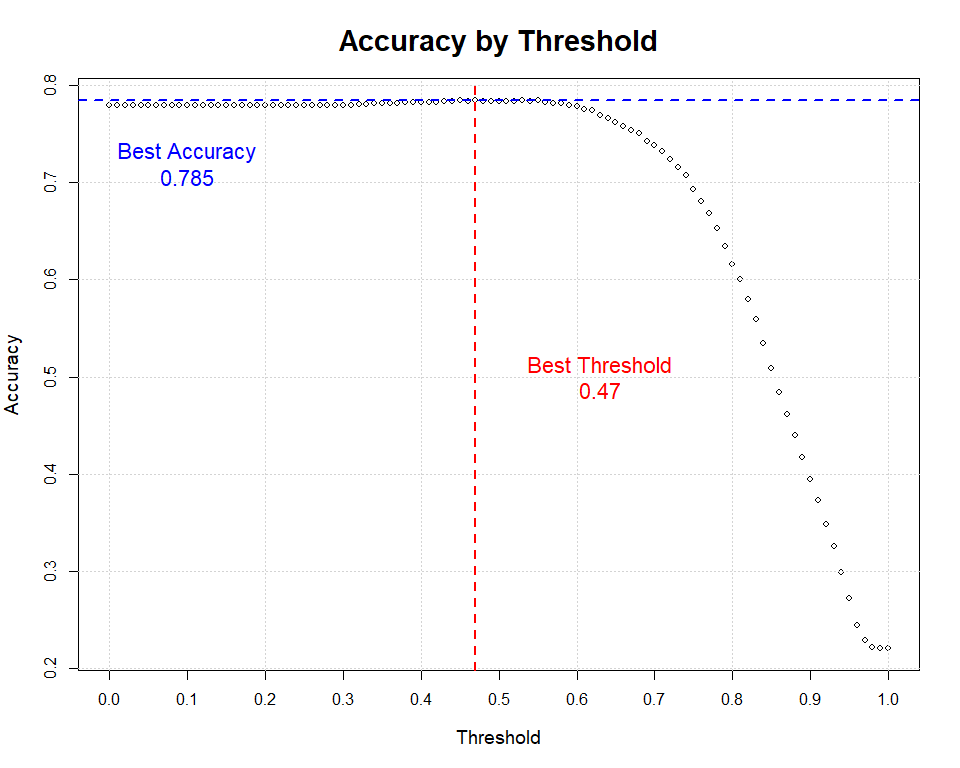 Accuracy by Threshold
0.8
0.7
0.6
0.5
0.4
0.3
0.2
Accuracy
Best Accuracy
0.785
Best Threshold
0.47
0.0 0.1 0.2 0.3 0.4 0.5 0.6 0.7 0.8 0.9 1.0
Threshold